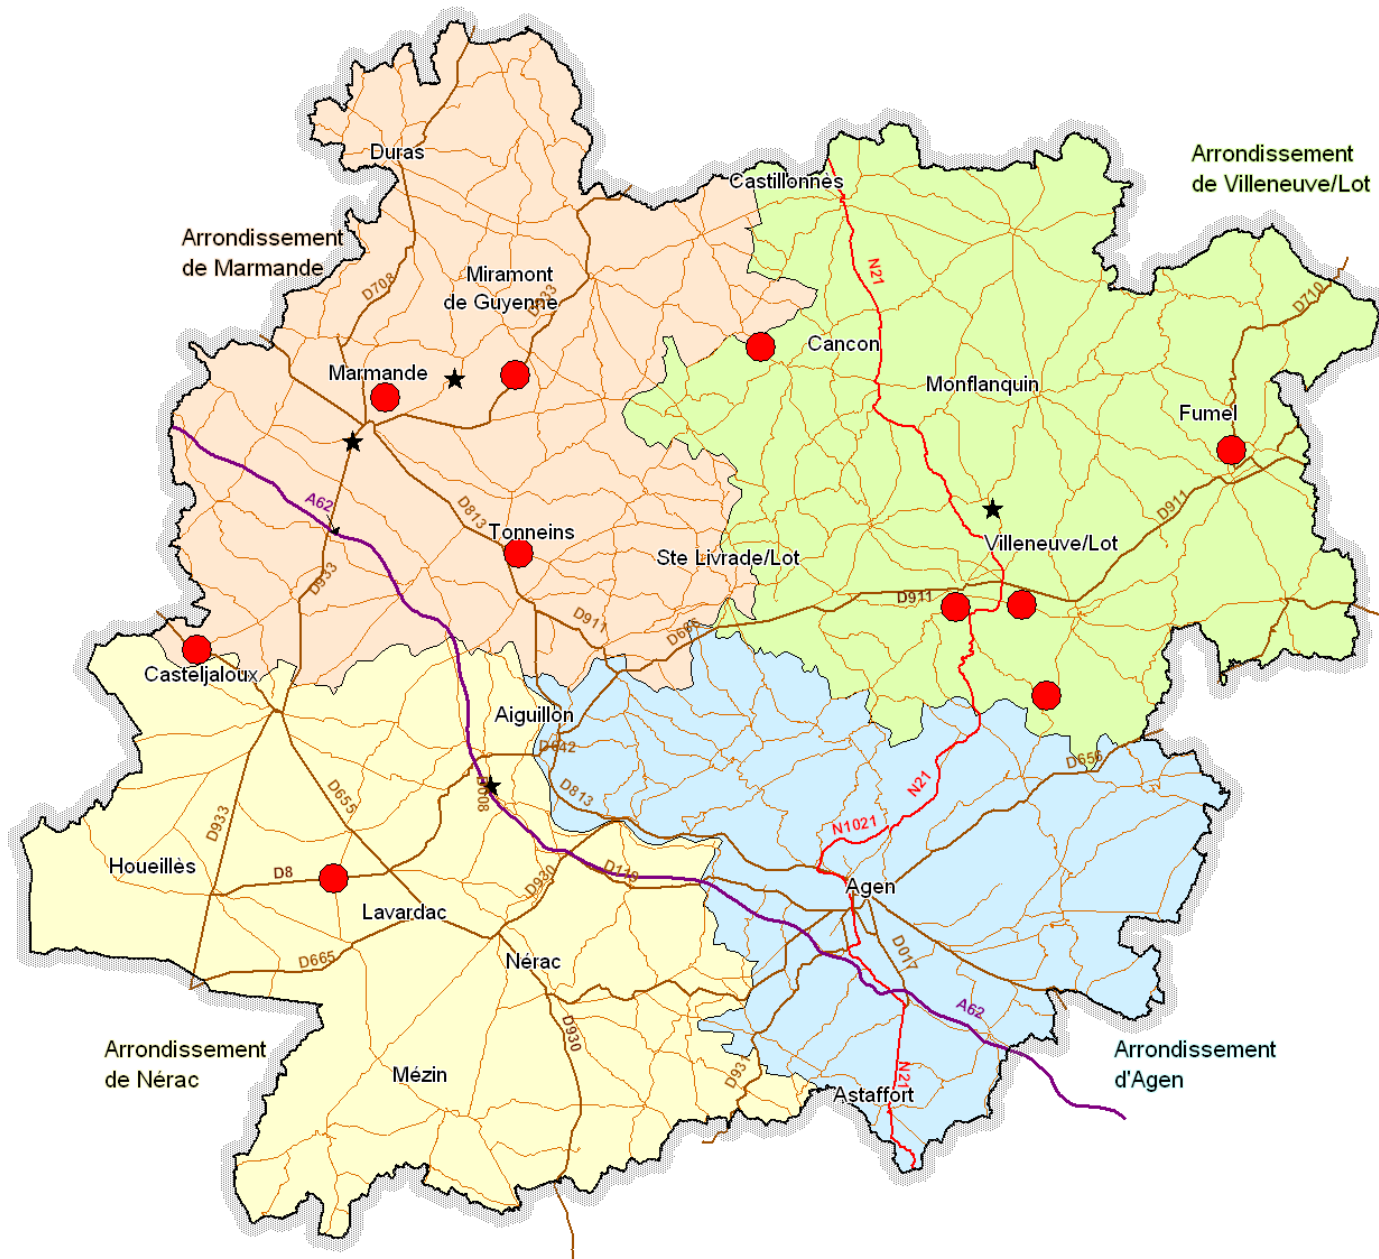 Duras
Arrondissement
de Villeneuve/Lot
Castillonnès
Arrondissement
de Marmande
Miramont
de Guyenne
D708
D933
N21
D710
Cancon
Marmande
Monflanquin
Fumel
A62
D813
Tonneins
D911
Villeneuve/Lot
Ste Livrade/Lot
D933
D911
D911
D666
Casteljaloux
Aiguillon
D642
D656
D655
D813
N21
D933
N1021
Houeillès
D8
D930
D119
Agen
Lavardac
D665
Nérac
D017
A62
D930
Arrondissement
de Nérac
Arrondissement
d'Agen
Mézin
D931
N21
Astaffort